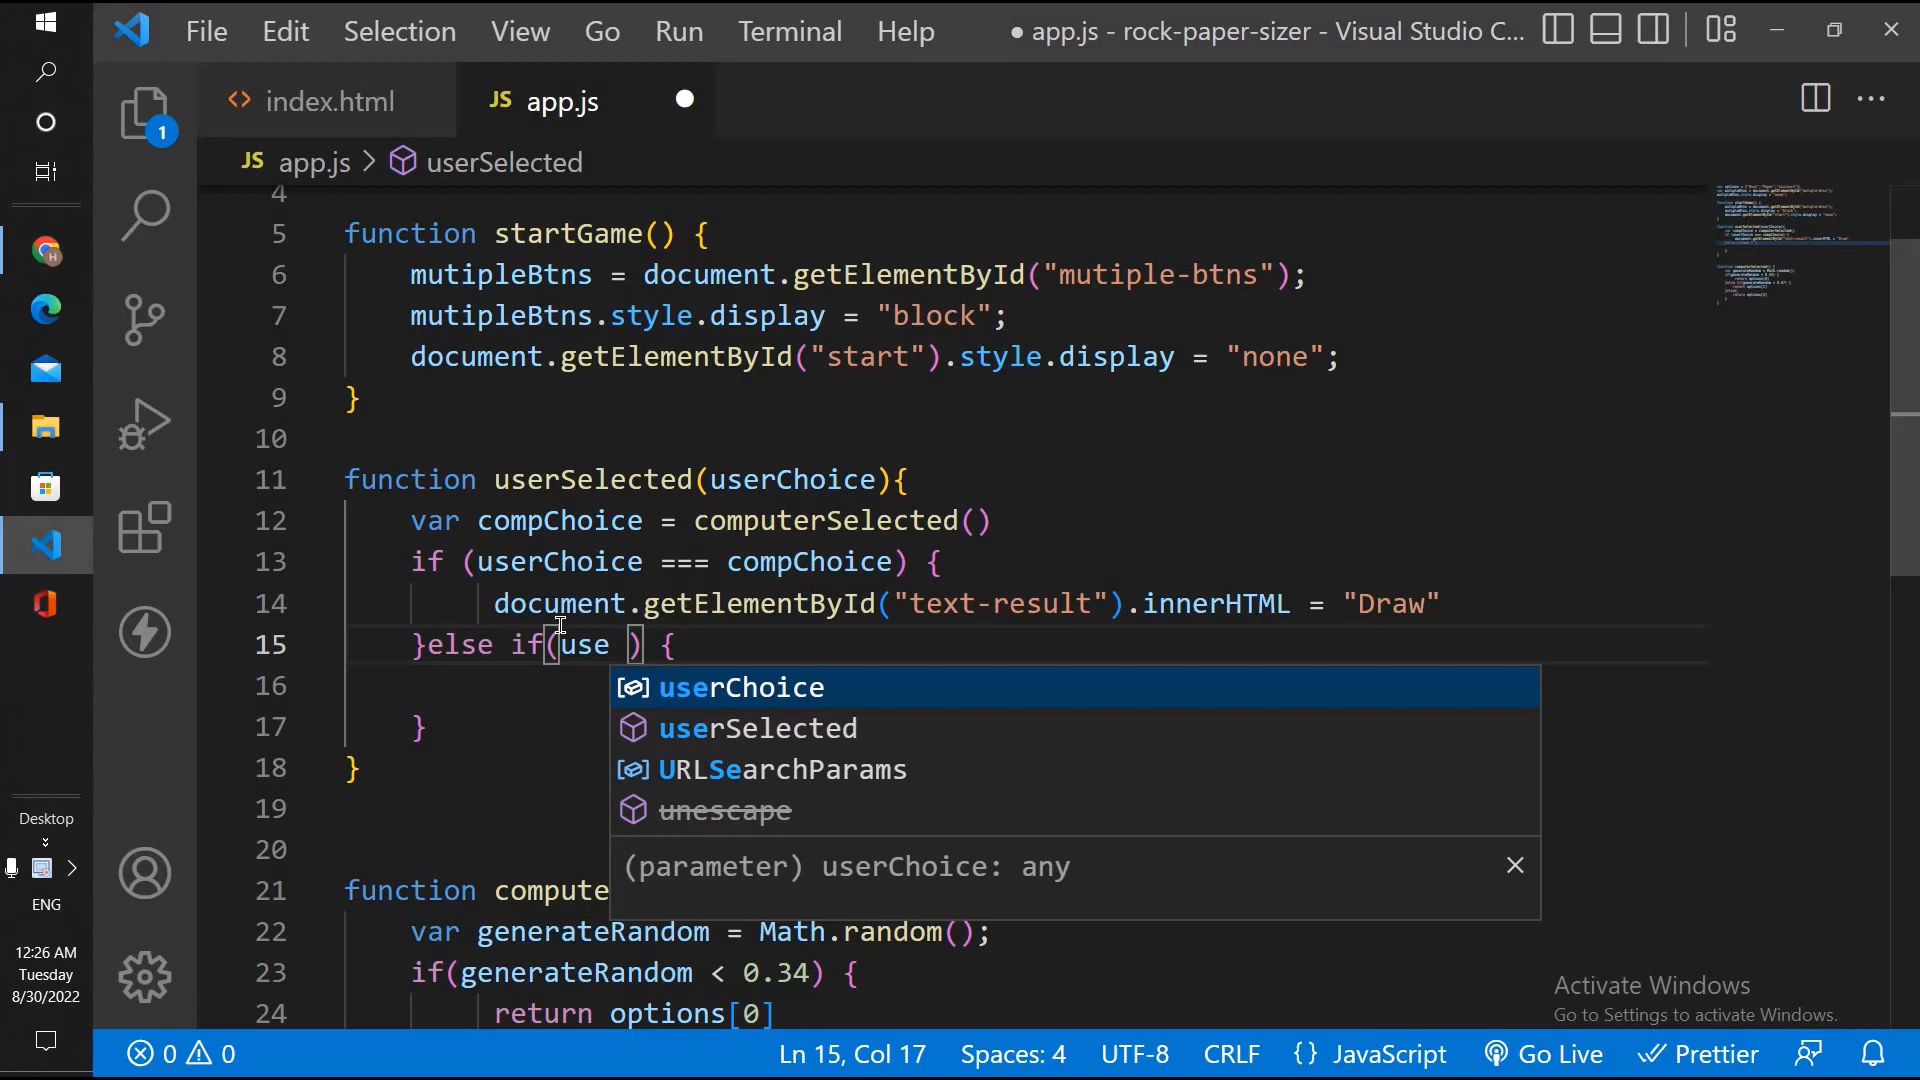 File Edit Selection View Go Run Terminal Help ● app.js - rock-paper-sizer - Visual Studio C...
<> index.html JS app.js
1
JS app.js > userSelected
4
5 function startGame() {
6 mutipleBtns = document.getElementById("mutiple-btns");
7 mutipleBtns.style.display = "block";
8 document.getElementById("start").style.display = "none";
9 }
10
11 function userSelected(userChoice){
12 var compChoice = computerSelected()
13 if (userChoice === compChoice) {
14 document.getElementById("text-result").innerHTML = "Draw"
15 }else if(use ) {
16
17 }
18 }
19
20
21 function compute
22 var generateRandom = Math.random();
23 if(generateRandom < 0.34) {
24 return options[0]
userChoice
userSelected
URLSearchParams
unescape
(parameter) userChoice: any
Desktop
ENG
12:26 AM
Tuesday
8/30/2022
Activate Windows
Go to Settings to activate Windows.
0 0 Ln 15, Col 17 Spaces: 4 UTF-8 CRLF {} JavaScript Go Live Prettier